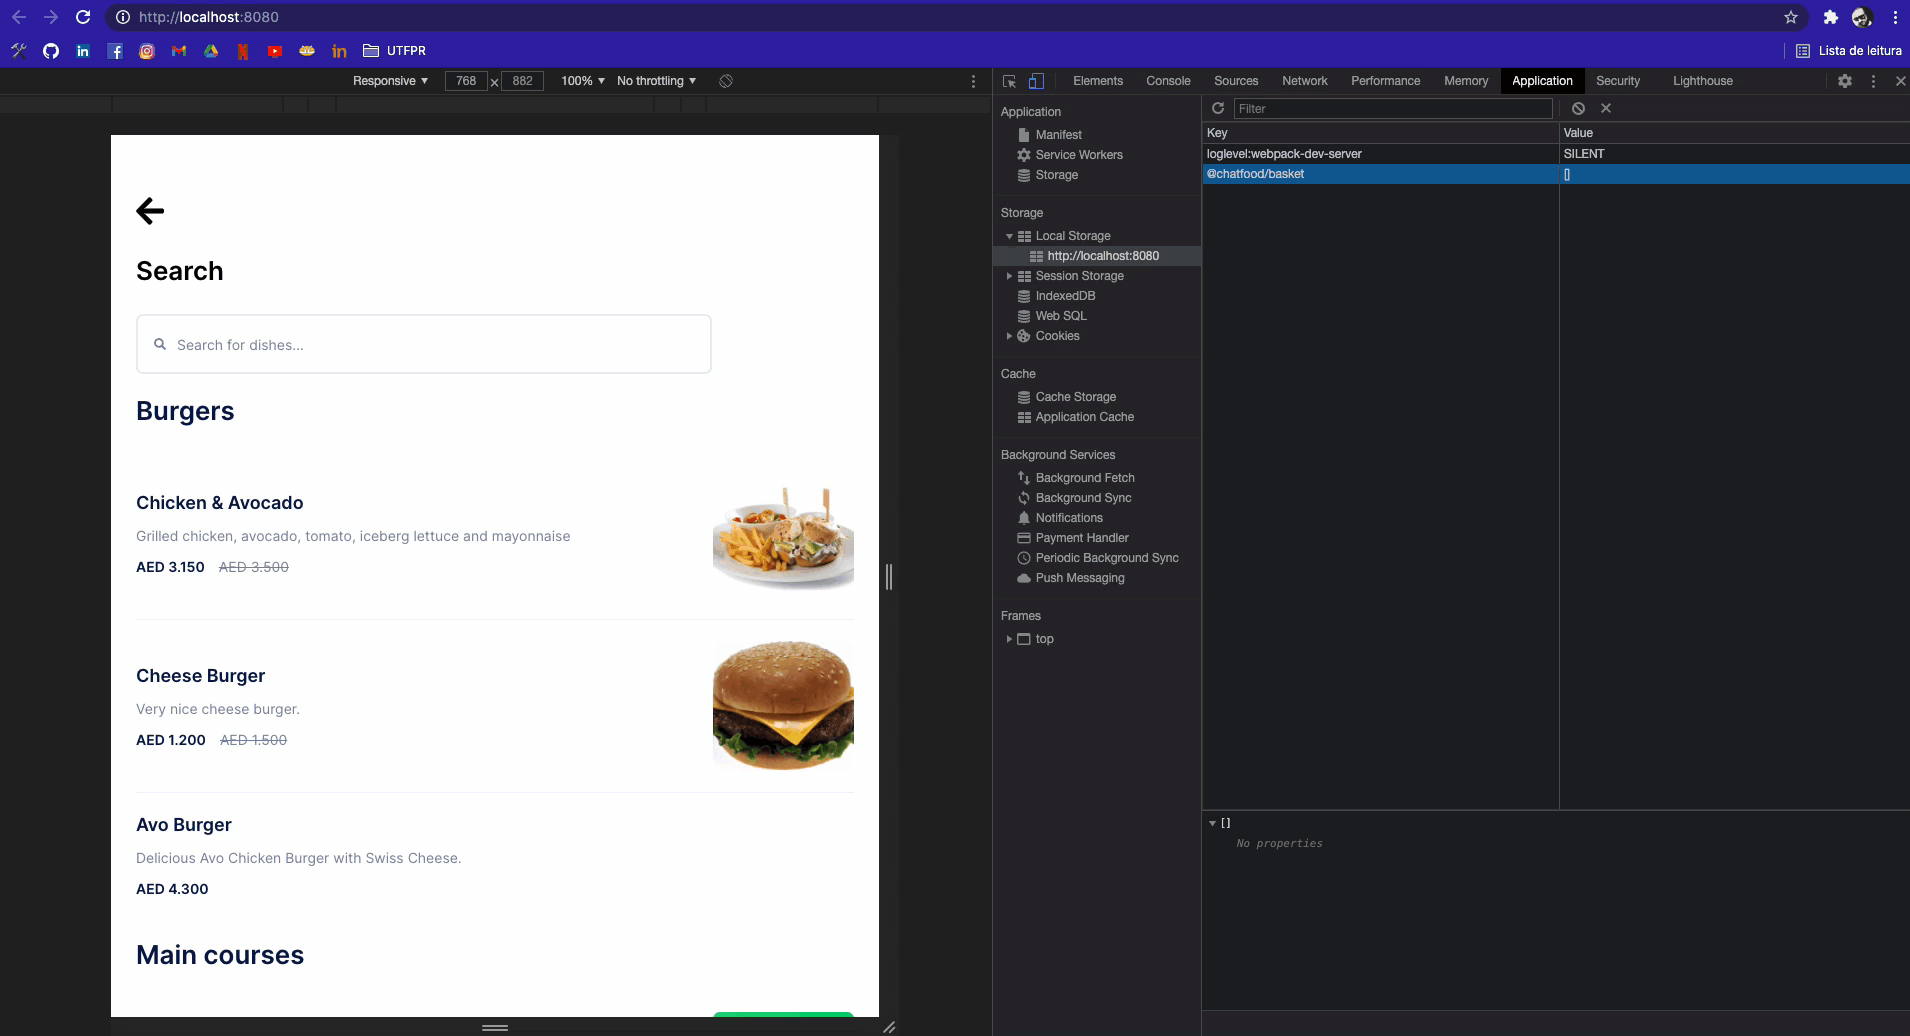 http://localhost:8080
UTFPR
Lista de leitura
Responsive
768 x 882
100%
No throttling
Elements
Console
Sources
Network
Performance
Memory
Application
Security
Lighthouse
Search
Search for dishes...
Burgers
Chicken & Avocado
Grilled chicken, avocado, tomato, iceberg lettuce and mayonnaise
AED 3.150 AED 3.500
Cheese Burger
Very nice cheese burger.
AED 1.200 AED 1.500
Avo Burger
Delicious Avo Chicken Burger with Swiss Cheese.
AED 4.300
Main courses
Application
Manifest
Service Workers
Storage
Storage
Local Storage
http://localhost:8080
Session Storage
IndexedDB
Web SQL
Cookies
Cache
Cache Storage
Application Cache
Background Services
Background Fetch
Background Sync
Notifications
Payment Handler
Periodic Background Sync
Push Messaging
Frames
top
Filter
Key Value
loglevel:webpack-dev-server SILENT
@chatfood/basket []
[]
No properties